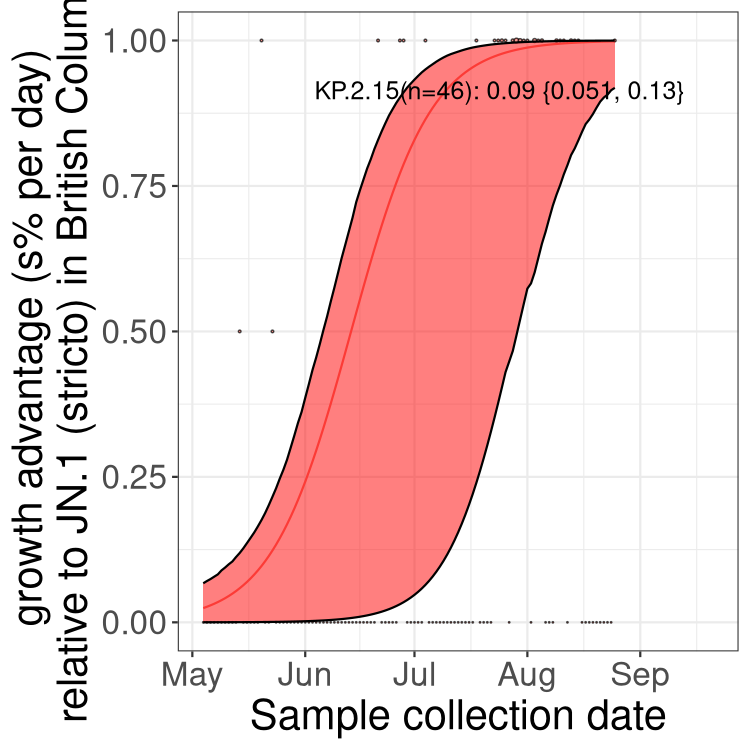 growth advantage (s% per day)
relative to JN.1 (stricto) in British Colum
1.00
0.75
0.50
0.25
0.00
KP.2.15(n=46): 0.09 {0.051, 0.13}
May Jun Jul Aug Sep
Sample collection date